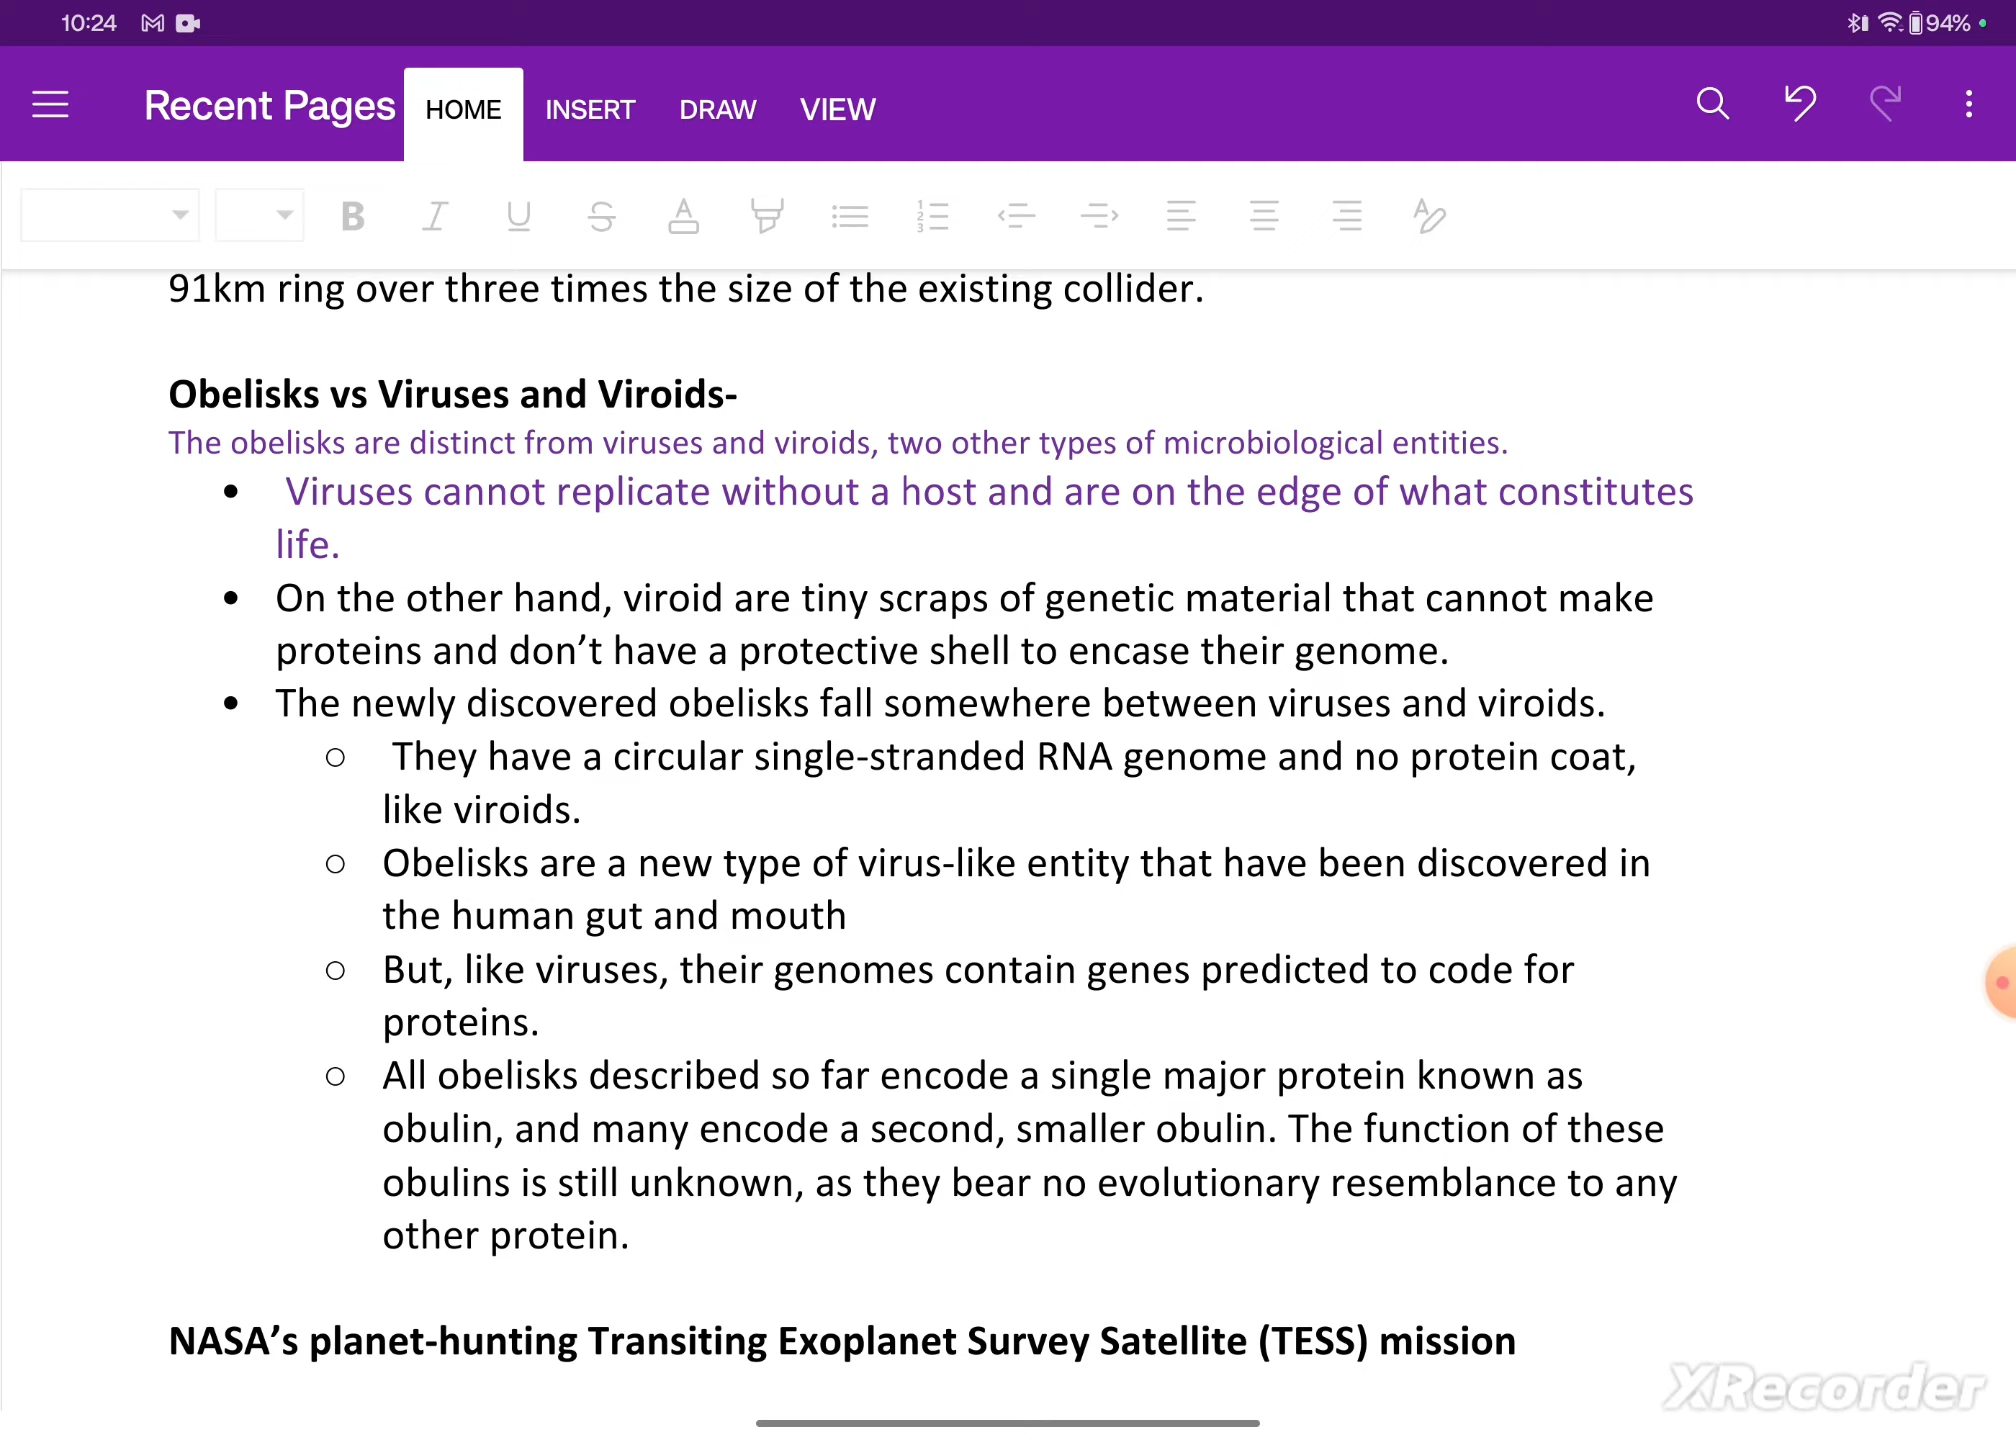 10:24 94%
Recent Pages HOME INSERT DRAW VIEW
91km ring over three times the size of the existing collider.
Obelisks vs Viruses and Viroids-
The obelisks are distinct from viruses and viroids, two other types of microbiological entities.
• Viruses cannot replicate without a host and are on the edge of what constitutes
life.
• On the other hand, viroid are tiny scraps of genetic material that cannot make
proteins and don’t have a protective shell to encase their genome.
• The newly discovered obelisks fall somewhere between viruses and viroids.
○ They have a circular single-stranded RNA genome and no protein coat,
like viroids.
○ Obelisks are a new type of virus-like entity that have been discovered in
the human gut and mouth
○ But, like viruses, their genomes contain genes predicted to code for
proteins.
○ All obelisks described so far encode a single major protein known as
obulin, and many encode a second, smaller obulin. The function of these
obulins is still unknown, as they bear no evolutionary resemblance to any
other protein.
NASA’s planet-hunting Transiting Exoplanet Survey Satellite (TESS) mission
XRecorder